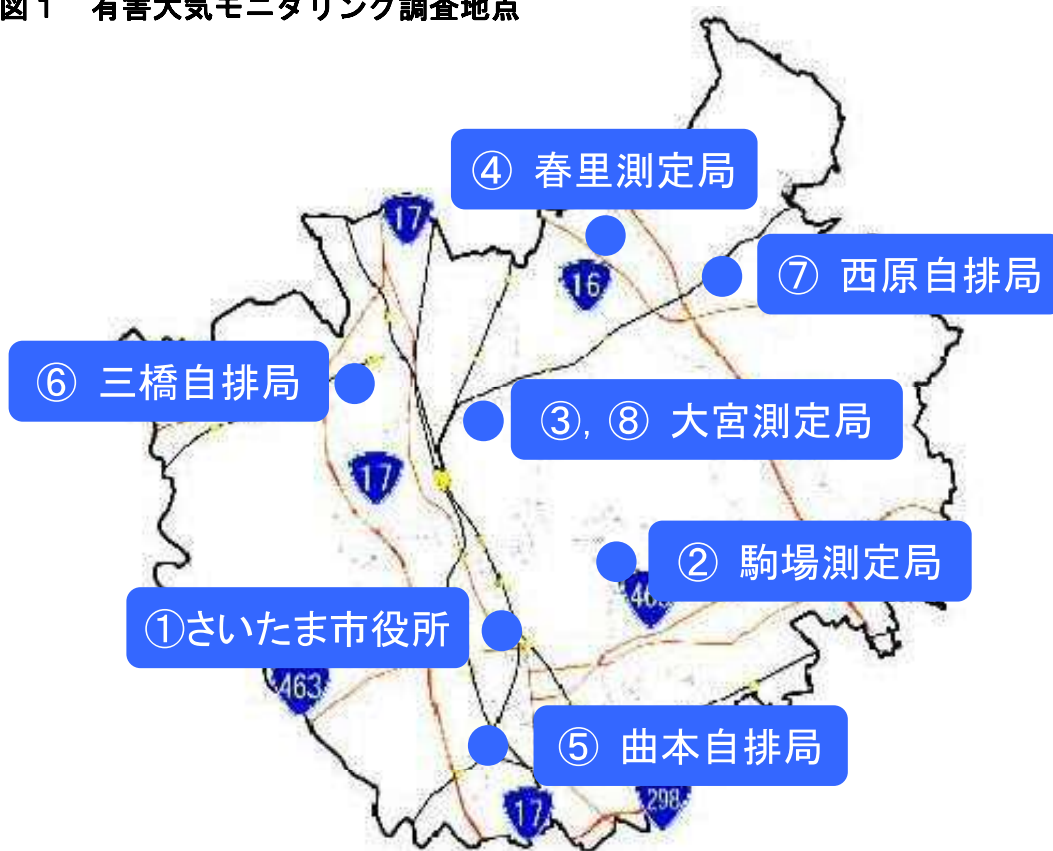 図1 有害大気モニタリング調査地点
④ 春里測定局
17
16
⑦ 西原自排局
⑥ 三橋自排局
③, ⑧ 大宮測定局
17
② 駒場測定局
①さいたま市役所
463
⑤ 曲本自排局
17
298